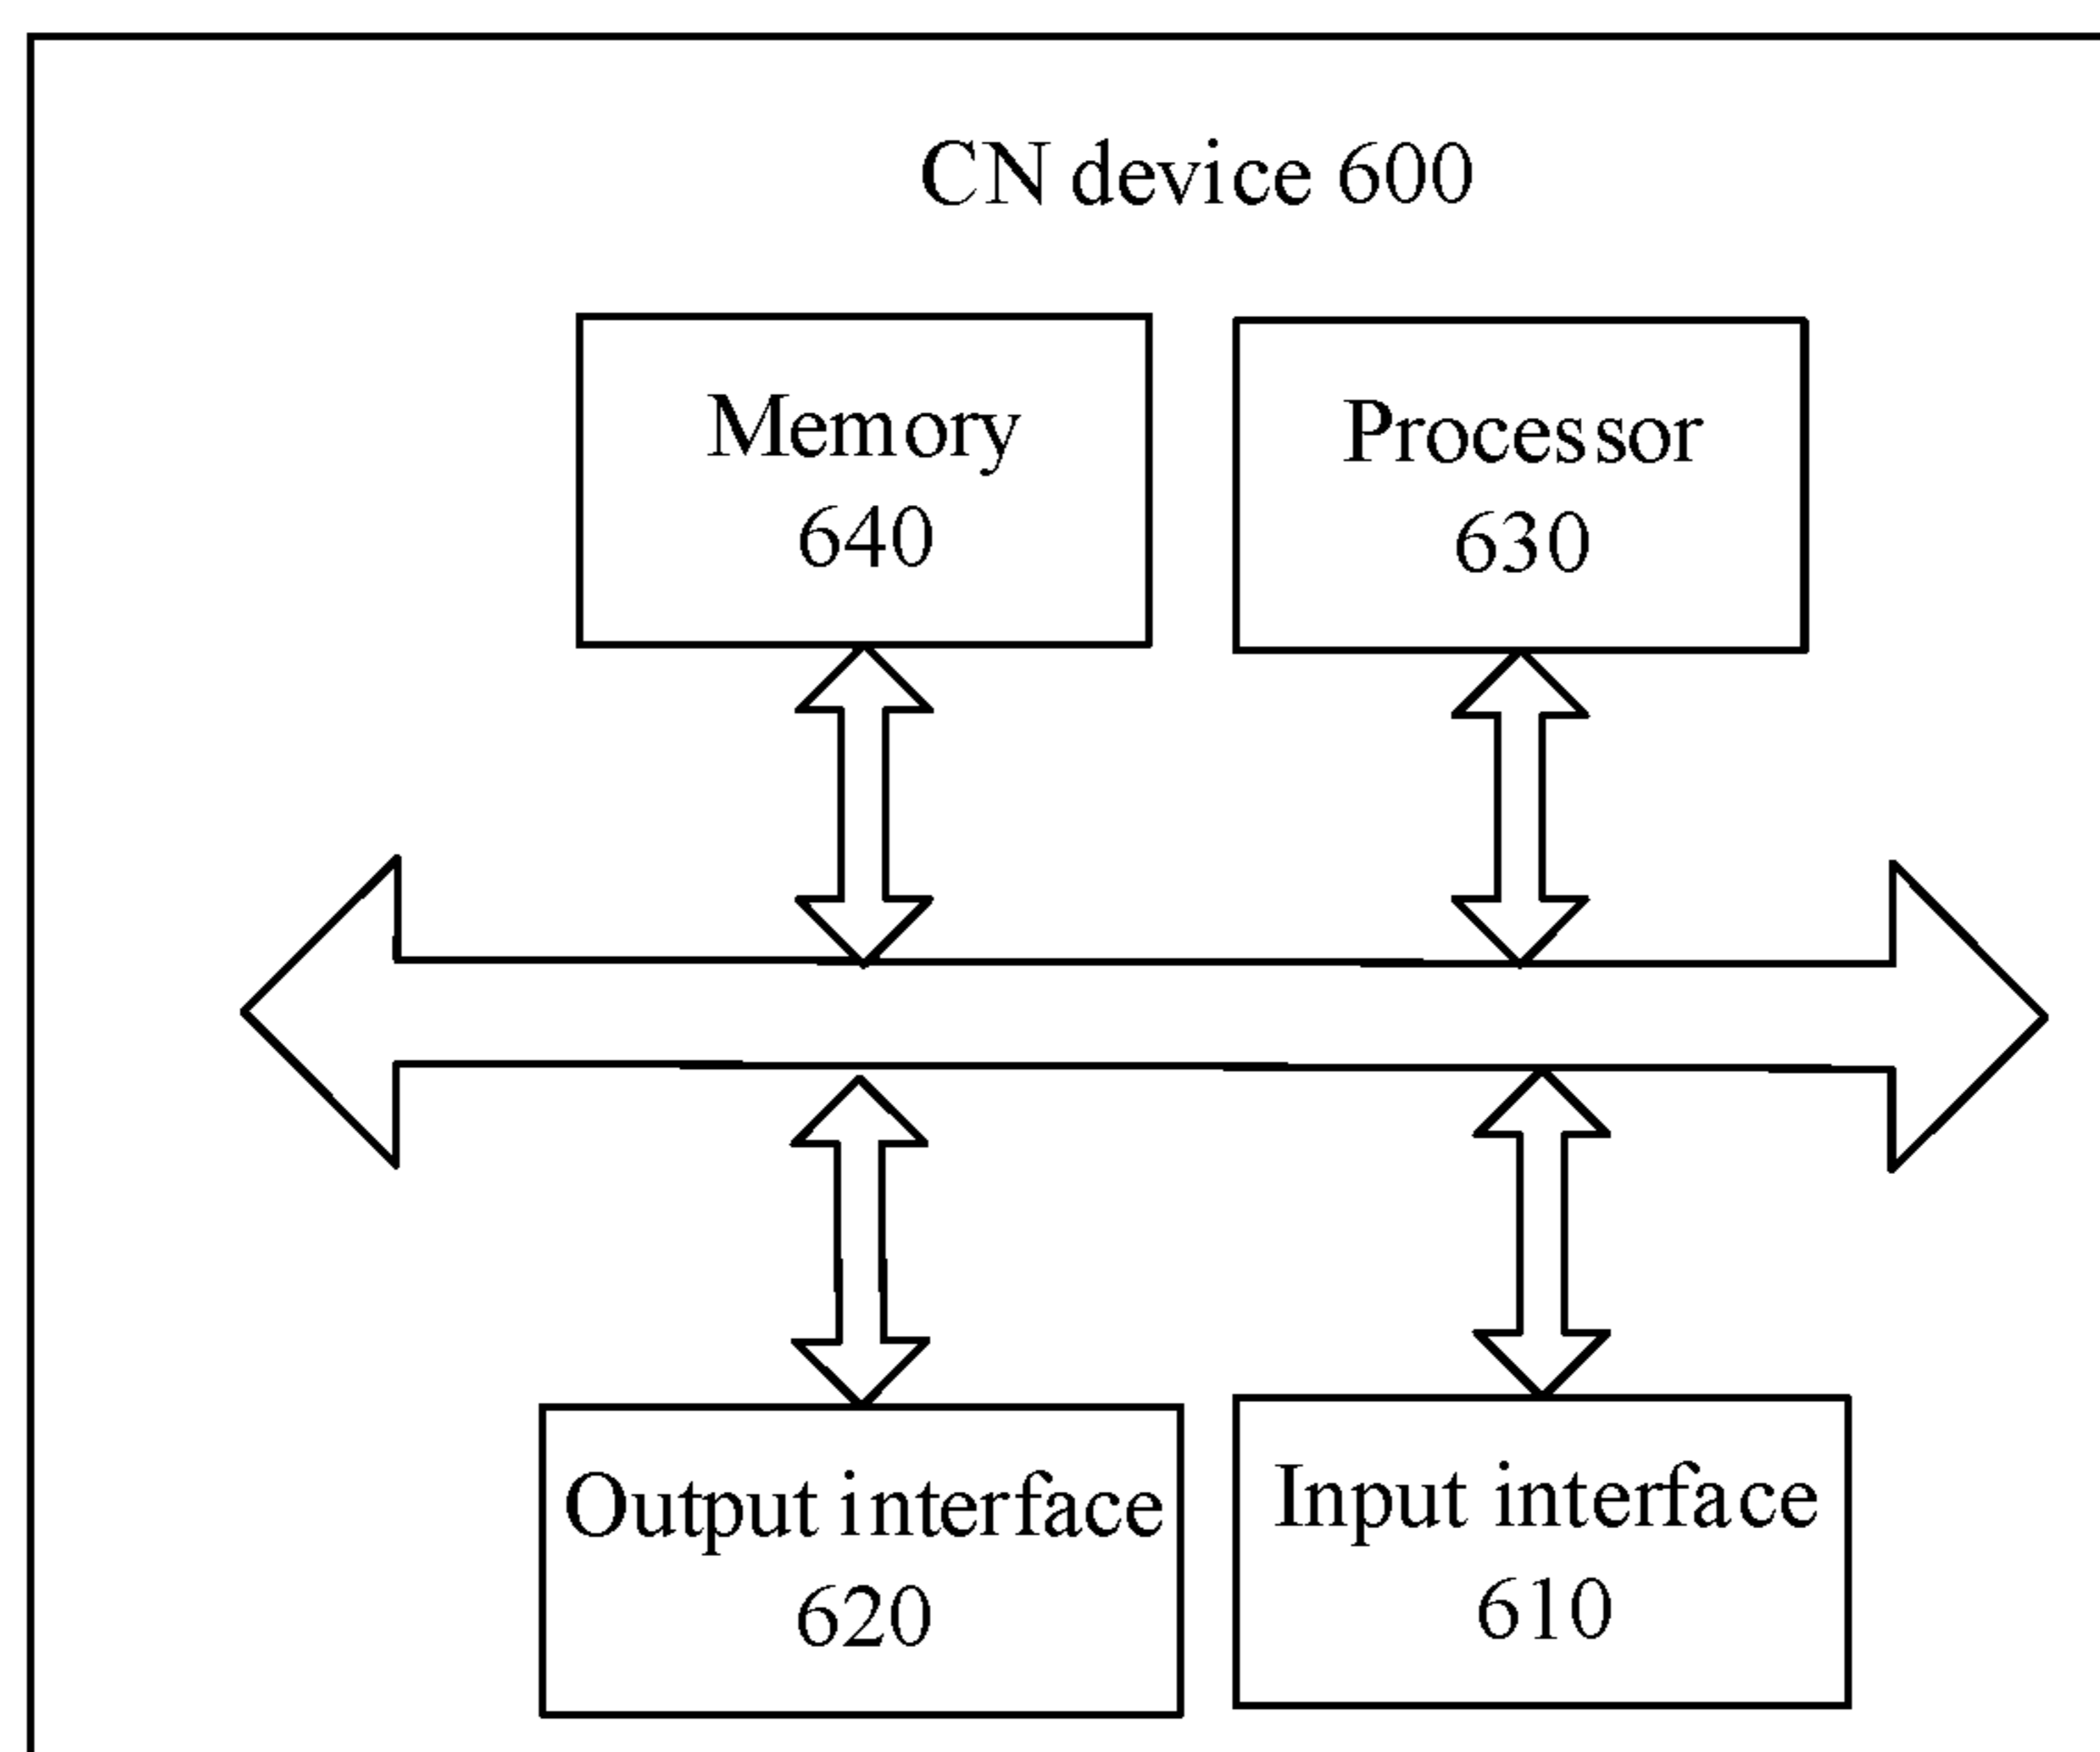 CN device 600
Memory
640
Processor
630
Output interface
620
Input interface
610